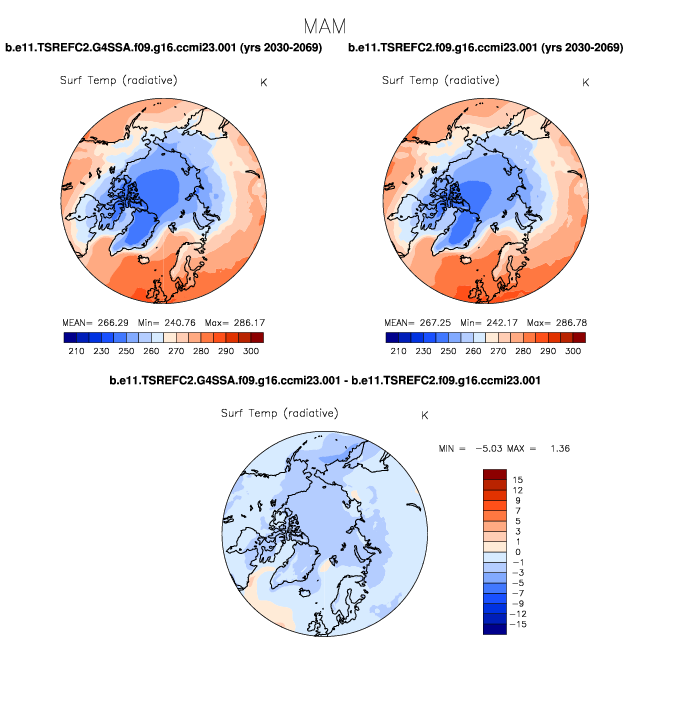 MAM
b.e11.TSREFC2.G4SSA.f09.g16.ccmi23.001 (yrs 2030-2069)
b.e11.TSREFC2.f09.g16.ccmi23.001 (yrs 2030-2069)
Surf Temp (radiative) K
Surf Temp (radiative) K
MEAN= 266.29 Min= 240.76 Max= 286.17
MEAN= 267.25 Min= 242.17 Max= 286.78
210 230 250 260 270 280 290 300
210 230 250 260 270 280 290 300
b.e11.TSREFC2.G4SSA.f09.g16.ccmi23.001 - b.e11.TSREFC2.f09.g16.ccmi23.001
Surf Temp (radiative) K
MIN = -5.03 MAX = 1.36
15
12
9
7
5
3
1
0
-1
-3
-5
-7
-9
-12
-15